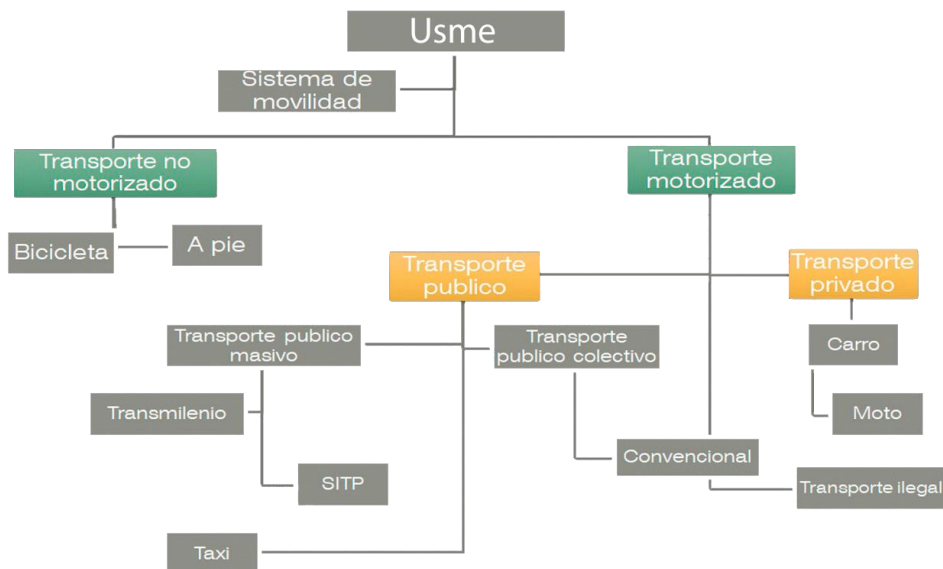 Usme
Sistema de
movilidad
Transporte no
motorizado
Transporte
motorizado
Bicicleta
A pie
Transporte
publico
Transporte
privado
Transporte publico
masivo
Transporte
publico colectivo
Carro
Transmilenio
Moto
Convencional
SITP
Transporte ilegal
Taxi